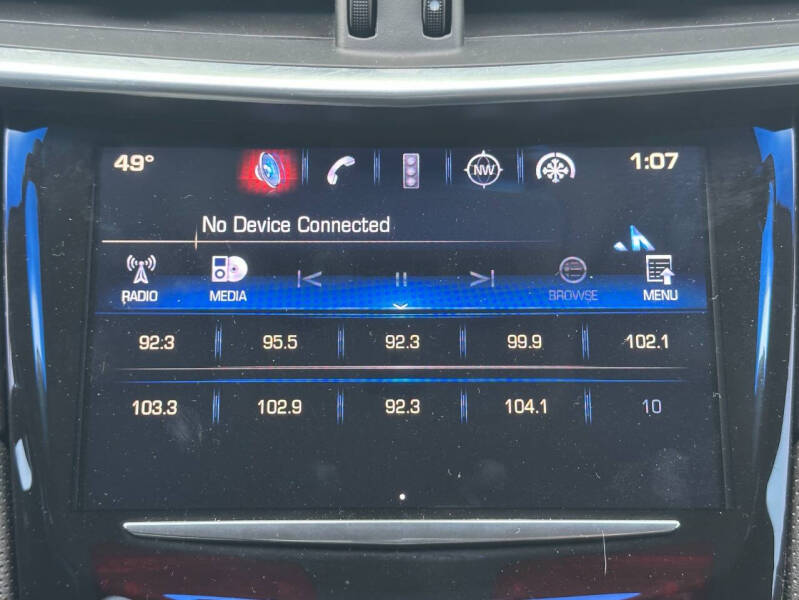 49° NW 1:07
No Device Connected
RADIO MEDIA BROWSE MENU
92.3 95.5 92.3 99.9 102.1
103.3 102.9 92.3 104.1 10